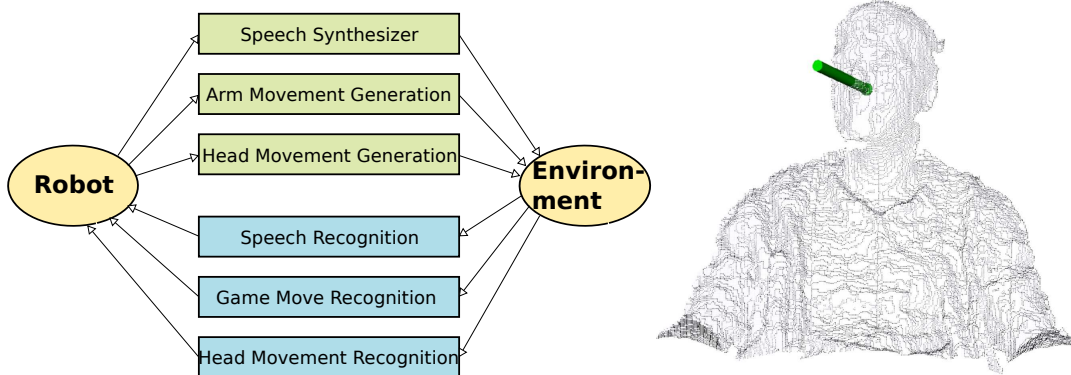 Speech Synthesizer
Arm Movement Generation
Head Movement Generation
Robot
Environ-
ment
Speech Recognition
Game Move Recognition
Head Movement Recognition